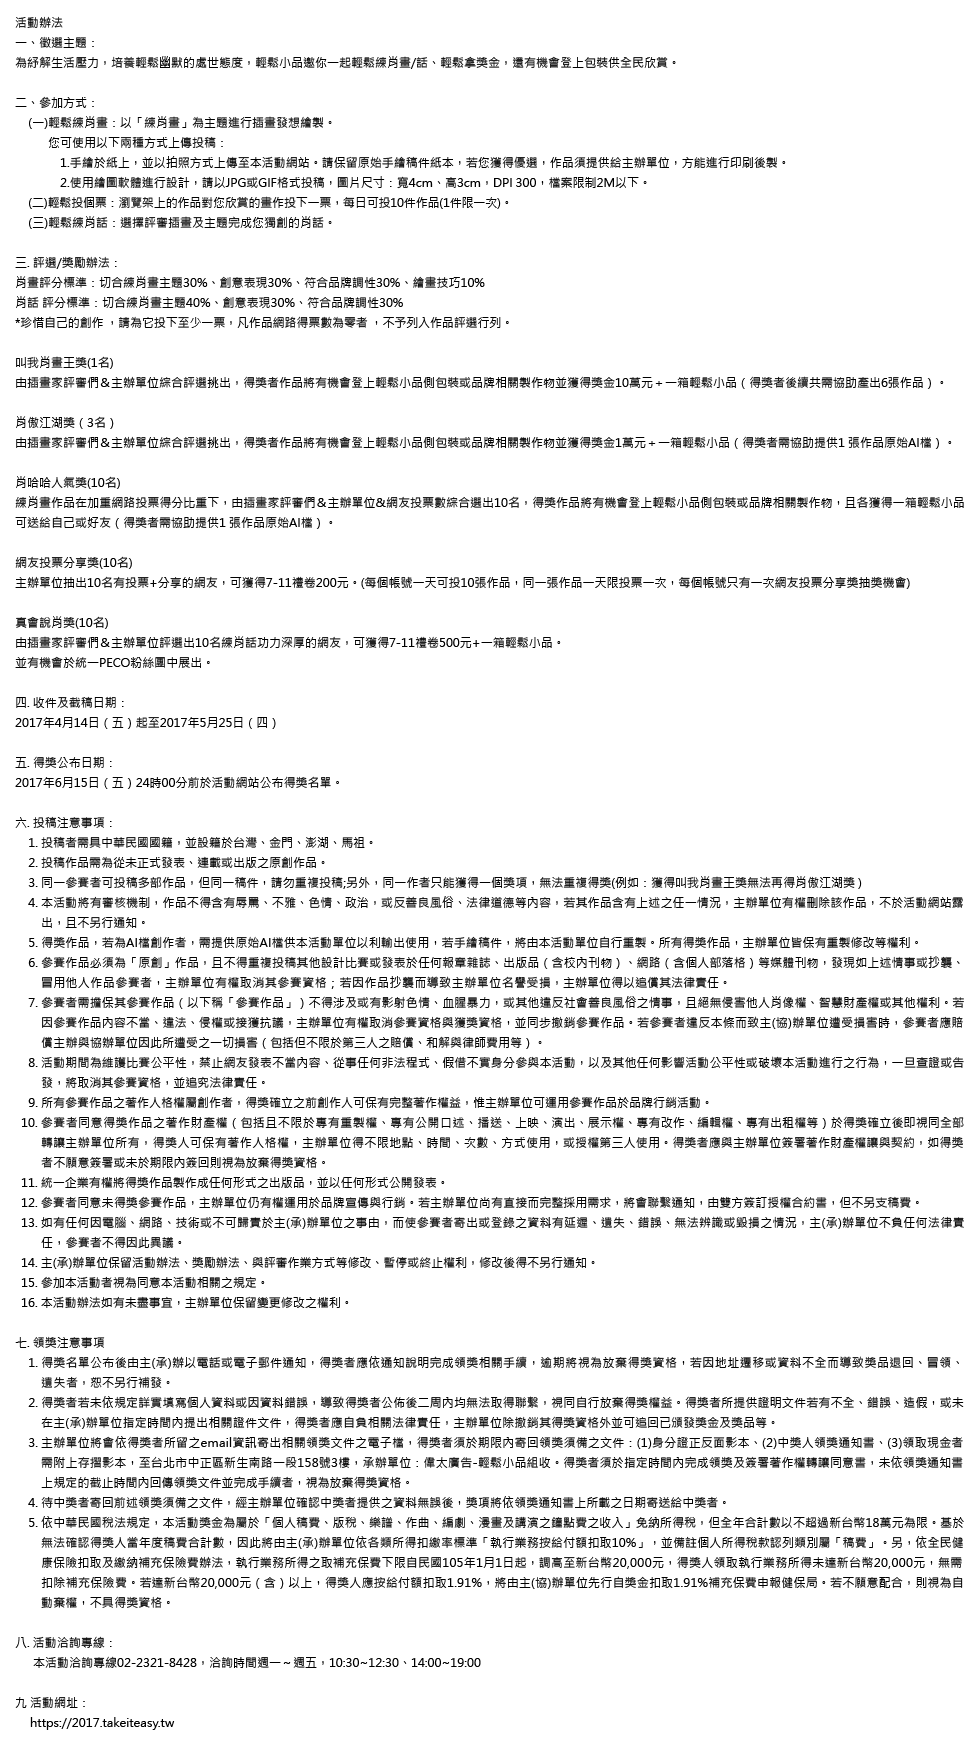 活動辦法
一、徵選主題：
為紓解生活壓力，培養輕鬆幽默的處世態度，輕鬆小品邀你一起輕鬆練肖畫/話、輕鬆拿獎金，還有機會登上包裝供全民欣賞。
二、參加方式：
(一)輕鬆練肖畫：以「練肖畫」為主題進行插畫發想繪製。
您可使用以下兩種方式上傳投稿：
1.手繪於紙上，並以拍照方式上傳至本活動網站。請保留原始手繪稿件紙本，若您獲得優選，作品須提供給主辦單位，方能進行印刷後製。
2.使用繪圖軟體進行設計，請以JPG或GIF格式投稿，圖片尺寸：寬4cm、高3cm，DPI 300，檔案限制2M以下。
(二)輕鬆投個票：瀏覽架上的作品對您欣賞的畫作投下一票，每日可投10件作品(1件限一次)。
(三)輕鬆練肖話：選擇評審插畫及主題完成您獨創的肖話。
三. 評選/獎勵辦法：
肖畫評分標準：切合練肖畫主題30%、創意表現30%、符合品牌調性30%、繪畫技巧10%
肖話 評分標準：切合練肖畫主題40%、創意表現30%、符合品牌調性30%
*珍惜自己的創作 ，請為它投下至少一票，凡作品網路得票數為零者 ，不予列入作品評選行列。
叫我肖畫王獎(1名)
由插畫家評審們＆主辦單位綜合評選挑出，得獎者作品將有機會登上輕鬆小品側包裝或品牌相關製作物並獲得獎金10萬元＋一箱輕鬆小品（得獎者後續共需協助產出6張作品）。
肖傲江湖獎（3名）
由插畫家評審們＆主辦單位綜合評選挑出，得獎者作品將有機會登上輕鬆小品側包裝或品牌相關製作物並獲得獎金1萬元＋一箱輕鬆小品（得獎者需協助提供1 張作品原始AI檔）。
肖哈哈人氣獎(10名)
練肖畫作品在加重網路投票得分比重下，由插畫家評審們&主辦單位&網友投票數綜合選出10名，得獎作品將有機會登上輕鬆小品側包裝或品牌相關製作物，且各獲得一箱輕鬆小品
可送給自己或好友（得獎者需協助提供1 張作品原始AI檔）。
網友投票分享獎(10名)
主辦單位抽出10名有投票+分享的網友，可獲得7-11禮卷200元。(每個帳號一天可投10張作品，同一張作品一天限投票一次，每個帳號只有一次網友投票分享獎抽獎機會)
真會說肖獎(10名)
由插畫家評審們＆主辦單位評選出10名練肖話功力深厚的網友，可獲得7-11禮卷500元+一箱輕鬆小品。
並有機會於統一PECO粉絲團中展出。
四. 收件及截稿日期：
2017年4月14日（五）起至2017年5月25日（四）
五. 得獎公布日期：
2017年6月15日（五）24時00分前於活動網站公布得獎名單。
六. 投稿注意事項：
1. 投稿者需具中華民國國籍，並設籍於台灣、金門、澎湖、馬祖。
2. 投稿作品需為從未正式發表、連載或出版之原創作品。
3. 同一參賽者可投稿多部作品，但同一稿件，請勿重複投稿;另外，同一作者只能獲得一個獎項，無法重複得獎(例如：獲得叫我肖畫王獎無法再得肖傲江湖獎 )
4. 本活動將有審核機制，作品不得含有辱罵、不雅、色情、政治，或反善良風俗、法律道德等內容，若其作品含有上述之任一情況，主辦單位有權刪除該作品，不於活動網站露
出，且不另行通知。
5. 得獎作品，若為AI檔創作者，需提供原始AI檔供本活動單位以利輸出使用，若手繪稿件，將由本活動單位自行重製。所有得獎作品，主辦單位皆保有重製修改等權利。
6. 參賽作品必須為「原創」作品，且不得重複投稿其他設計比賽或發表於任何報章雜誌、出版品（含校內刊物）、網路（含個人部落格）等媒體刊物，發現如上述情事或抄襲、
冒用他人作品參賽者，主辦單位有權取消其參賽資格；若因作品抄襲而導致主辦單位名譽受損，主辦單位得以追償其法律責任。
7. 參賽者需擔保其參賽作品（以下稱「參賽作品」）不得涉及或有影射色情、血腥暴力，或其他違反社會善良風俗之情事，且絕無侵害他人肖像權、智慧財產權或其他權利。若
因參賽作品內容不當、違法、侵權或接獲抗議，主辦單位有權取消參賽資格與獲獎資格，並同步撤銷參賽作品。若參賽者違反本條而致主(協)辦單位遭受損害時，參賽者應賠
償主辦與協辦單位因此所遭受之一切損害（包括但不限於第三人之賠償、和解與律師費用等）。
8. 活動期間為維護比賽公平性，禁止網友發表不當內容、從事任何非法程式、假借不實身分參與本活動，以及其他任何影響活動公平性或破壞本活動進行之行為，一旦查證或告
發，將取消其參賽資格，並追究法律責任。
9. 所有參賽作品之著作人格權屬創作者，得獎確立之前創作人可保有完整著作權益，惟主辦單位可運用參賽作品於品牌行銷活動。
10. 參賽者同意得獎作品之著作財產權（包括且不限於專有重製權、專有公開口述、播送、上映、演出、展示權、專有改作、編輯權、專有出租權等）於得獎確立後即視同全部
轉讓主辦單位所有，得獎人可保有著作人格權，主辦單位得不限地點、時間、次數、方式使用，或授權第三人使用。得獎者應與主辦單位簽署著作財產權讓與契約，如得獎
者不願意簽署或未於期限內簽回則視為放棄得獎資格。
11. 統一企業有權將得獎作品製作成任何形式之出版品，並以任何形式公開發表。
12. 參賽者同意未得獎參賽作品，主辦單位仍有權運用於品牌宣傳與行銷。若主辦單位尚有直接而完整採用需求，將會聯繫通知，由雙方簽訂授權合約書，但不另支稿費。
13. 如有任何因電腦、網路、技術或不可歸責於主(承)辦單位之事由，而使參賽者寄出或登錄之資料有延遲、遺失、錯誤、無法辨識或毀損之情況，主(承)辦單位不負任何法律責
任，參賽者不得因此異議。
14. 主(承)辦單位保留活動辦法、獎勵辦法、與評審作業方式等修改、暫停或終止權利，修改後得不另行通知。
15. 參加本活動者視為同意本活動相關之規定。
16. 本活動辦法如有未盡事宜，主辦單位保留變更修改之權利。
七. 領獎注意事項
1. 得獎名單公布後由主(承)辦以電話或電子郵件通知，得獎者應依通知說明完成領獎相關手續，逾期將視為放棄得獎資格，若因地址遷移或資料不全而導致獎品退回、冒領、
遺失者，恕不另行補發。
2. 得獎者若未依規定詳實填寫個人資料或因資料錯誤，導致得獎者公佈後二周內均無法取得聯繫，視同自行放棄得獎權益。得獎者所提供證明文件若有不全、錯誤、造假，或未
在主(承)辦單位指定時間內提出相關證件文件，得獎者應自負相關法律責任，主辦單位除撤銷其得獎資格外並可追回已頒發獎金及獎品等。
3. 主辦單位將會依得獎者所留之email資訊寄出相關領獎文件之電子檔，得獎者須於期限內寄回領獎須備之文件：(1)身分證正反面影本、(2)中獎人領獎通知書、(3)領取現金者
需附上存摺影本，至台北市中正區新生南路一段158號3樓，承辦單位：偉太廣告-輕鬆小品組收。得獎者須於指定時間內完成領獎及簽署著作權轉讓同意書，未依領獎通知書
上規定的截止時間內回傳領獎文件並完成手續者，視為放棄得獎資格。
4. 待中獎者寄回前述領獎須備之文件，經主辦單位確認中獎者提供之資料無誤後，獎項將依領獎通知書上所載之日期寄送給中獎者。
5. 依中華民國稅法規定，本活動獎金為屬於「個人稿費、版稅、樂譜、作曲、編劇、漫畫及講演之鐘點費之收入」免納所得稅，但全年合計數以不超過新台幣18萬元為限。基於
無法確認得獎人當年度稿費合計數，因此將由主(承)辦單位依各類所得扣繳率標準「執行業務按給付額扣取10%」，並備註個人所得稅款認列類別屬「稿費」。另，依全民健
康保險扣取及繳納補充保險費辦法，執行業務所得之取補充保費下限自民國105年1月1日起，調高至新台幣20,000元，得獎人領取執行業務所得未達新台幣20,000元，無需
扣除補充保險費。若達新台幣20,000元（含）以上，得獎人應按給付額扣取1.91%，將由主(協)辦單位先行自獎金扣取1.91%補充保費申報健保局。若不願意配合，則視為自
動棄權，不具得獎資格。
八. 活動洽詢專線：
本活動洽詢專線02-2321-8428，洽詢時間週一～週五，10:30~12:30、14:00~19:00
九 活動網址：
https://2017.takeiteasy.tw